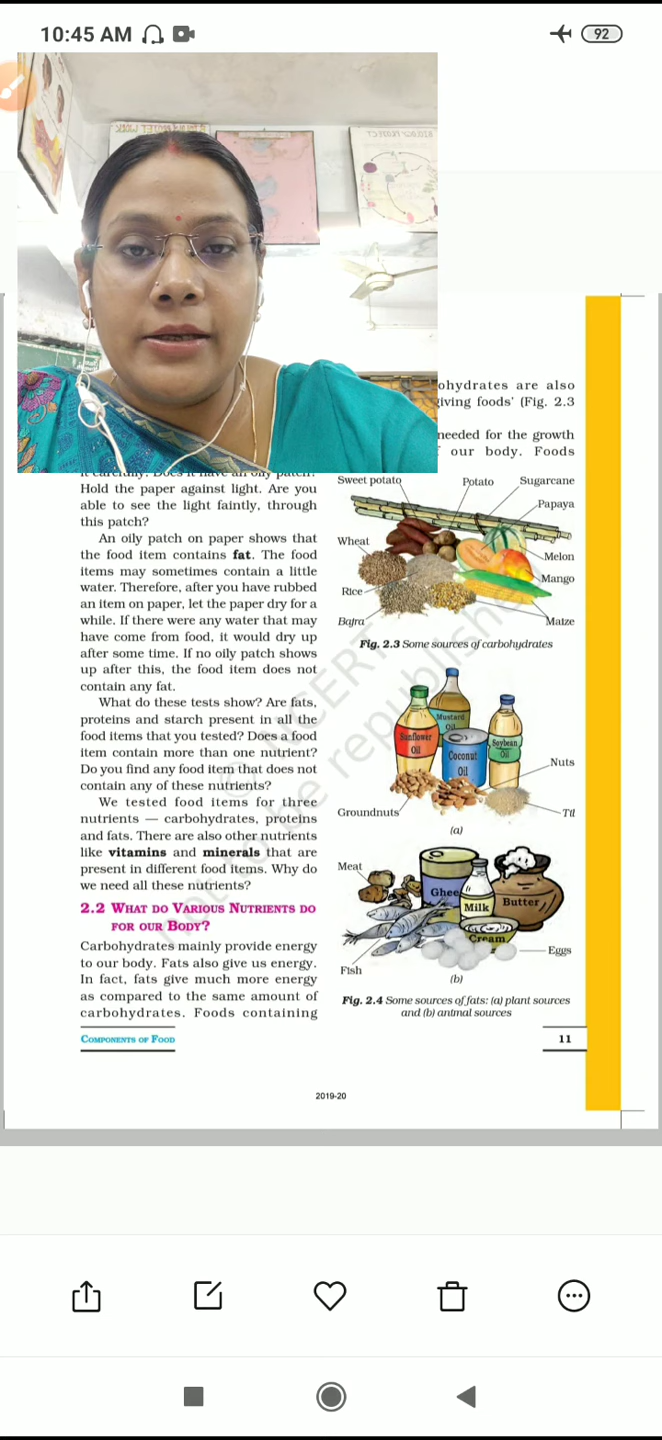 10:45 AM
92
ohydrates are also
giving foods' (Fig. 2.3
needed for the growth
our body. Foods
it carefully. Does it have an oily patch?
Hold the paper against light. Are you
able to see the light faintly, through
this patch?
An oily patch on paper shows that
the food item contains fat. The food
items may sometimes contain a little
water. Therefore, after you have rubbed
an item on paper, let the paper dry for a
while. If there were any water that may
have come from food, it would dry up
after some time. If no oily patch shows
up after this, the food item does not
contain any fat.
What do these tests show? Are fats,
proteins and starch present in all the
food items that you tested? Does a food
item contain more than one nutrient?
Do you find any food item that does not
contain any of these nutrients?
We tested food items for three
nutrients — carbohydrates, proteins
and fats. There are also other nutrients
like vitamins and minerals that are
present in different food items. Why do
we need all these nutrients?
2.2 WHAT DO VARIOUS NUTRIENTS DO
FOR OUR BODY?
Carbohydrates mainly provide energy
to our body. Fats also give us energy.
In fact, fats give much more energy
as compared to the same amount of
carbohydrates. Foods containing
Sweet potato
Potato
Sugarcane
Papaya
Wheat
Melon
Mango
Rice
Bajra
Maize
Fig. 2.3 Some sources of carbohydrates
Mustard
Oil
Sunflower
Oil
Soybean
Oil
Coconut
Oil
Nuts
Groundnuts
Til
(a)
Meat
Ghee
Milk
Butter
Cream
Eggs
Fish
(b)
Fig. 2.4 Some sources of fats: (a) plant sources
and (b) animal sources
COMPONENTS OF FOOD
11
2019-20
© NCERT
not to be republished